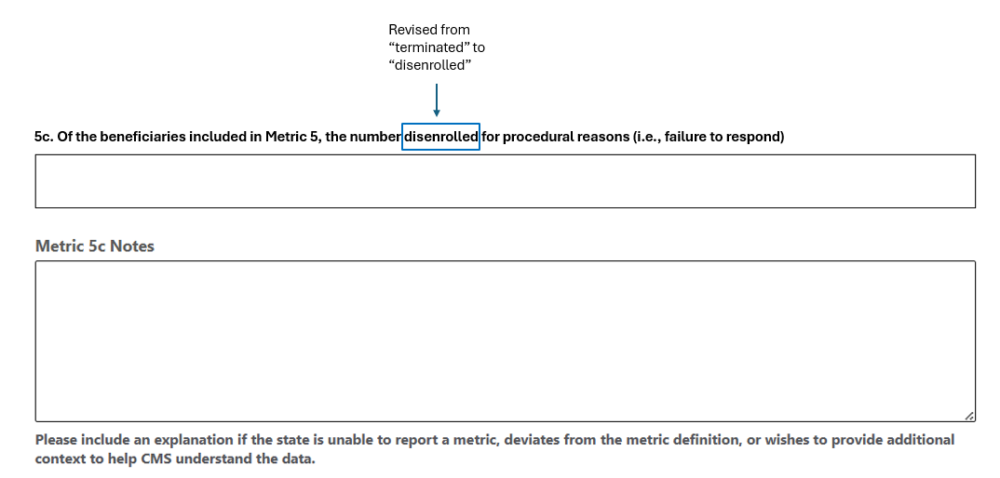 Revised from
“terminated” to
“disenrolled”
5c. Of the beneficiaries included in Metric 5, the number disenrolled for procedural reasons (i.e., failure to respond)
Metric 5c Notes
Please include an explanation if the state is unable to report a metric, deviates from the metric definition, or wishes to provide additional
context to help CMS understand the data.